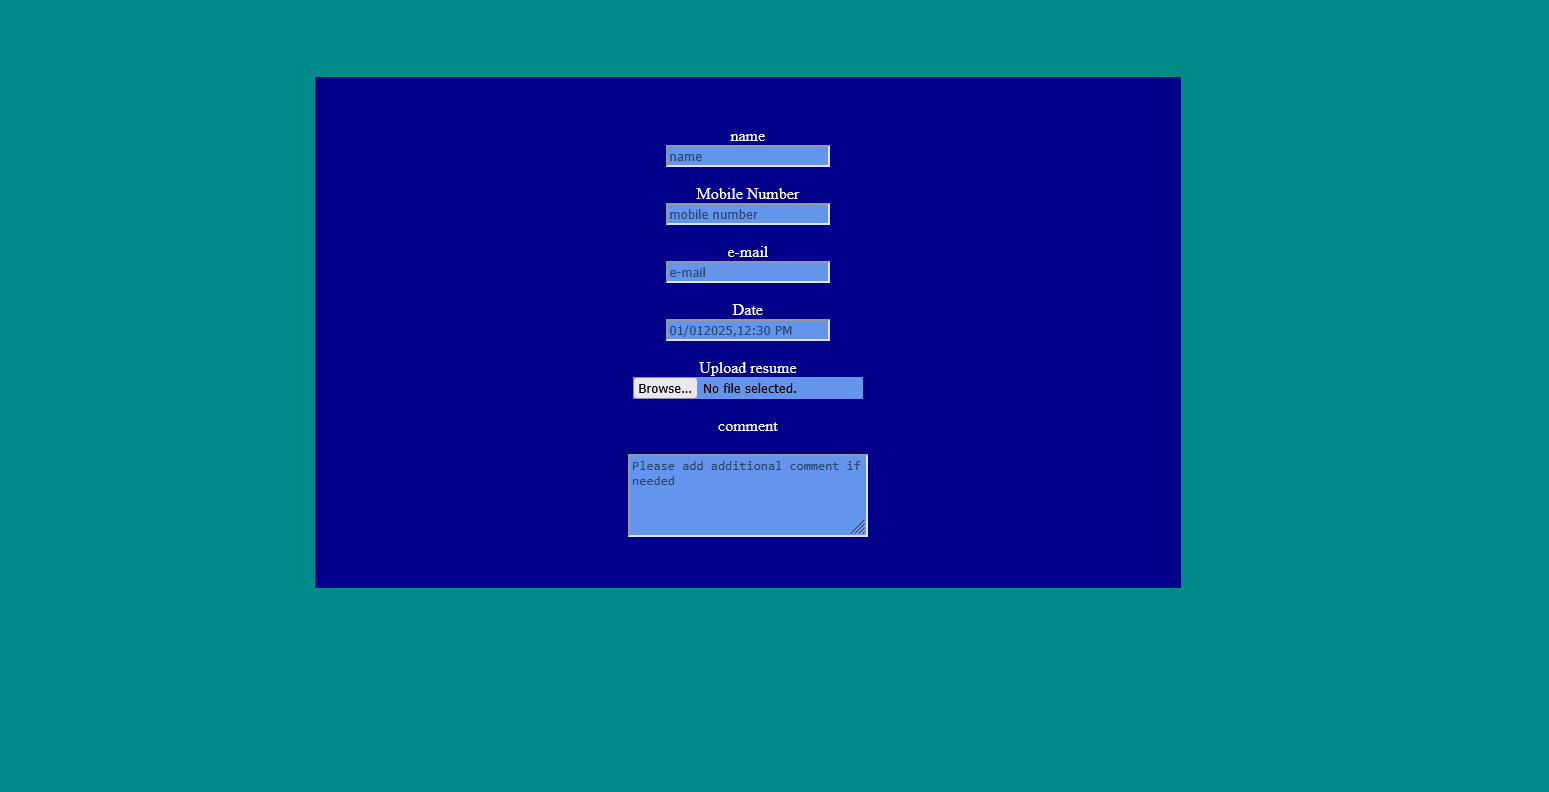 name
name
Mobile Number
mobile number
e-mail
e-mail
Date
01/012025,12:30 PM
Upload resume
Browse... No file selected.
comment
Please add additional comment if
needed